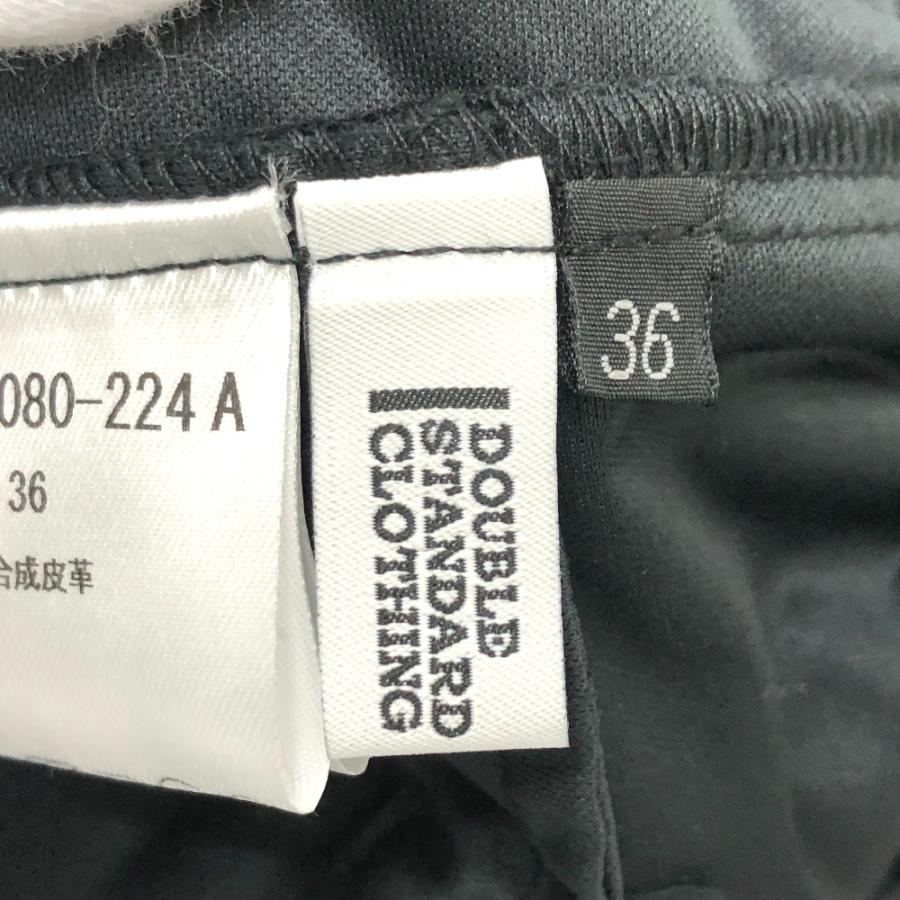 080-224 A
36
合成皮革
DOUBLE
STANDARD
CLOTHING
36